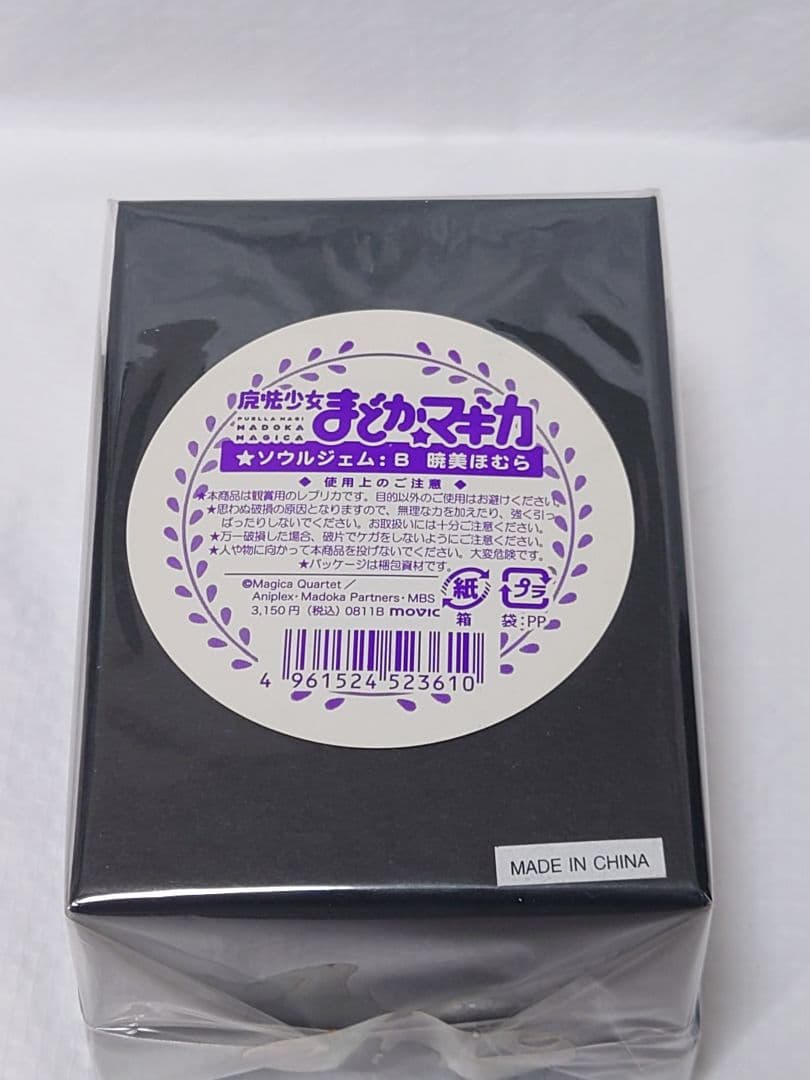 魔法少女
まどか★マギカ
PUELLA MAGI
MADOKA
MAGICA
★ソウルジェム:B 暁美ほむら
◆ 使用上のご注意 ◆
★本商品は観賞用のレプリカです。目的以外のご使用はお避けください。
★思わぬ破損の原因となりますので、無理な力を加えたり、強く引っ
ぱったりしないでください。お取扱いには十分ご注意ください。
★万一破損した場合、破片でケガをしないようにご注意ください。
★人や物に向かって本商品を投げないでください。大変危険です。
★パッケージは梱包資材です。
©Magica Quartet／
Aniplex・Madoka Partners・MBS
3,150円（税込）0811B movic
紙
箱
プラ
袋:PP
4 961524 523610
MADE IN CHINA